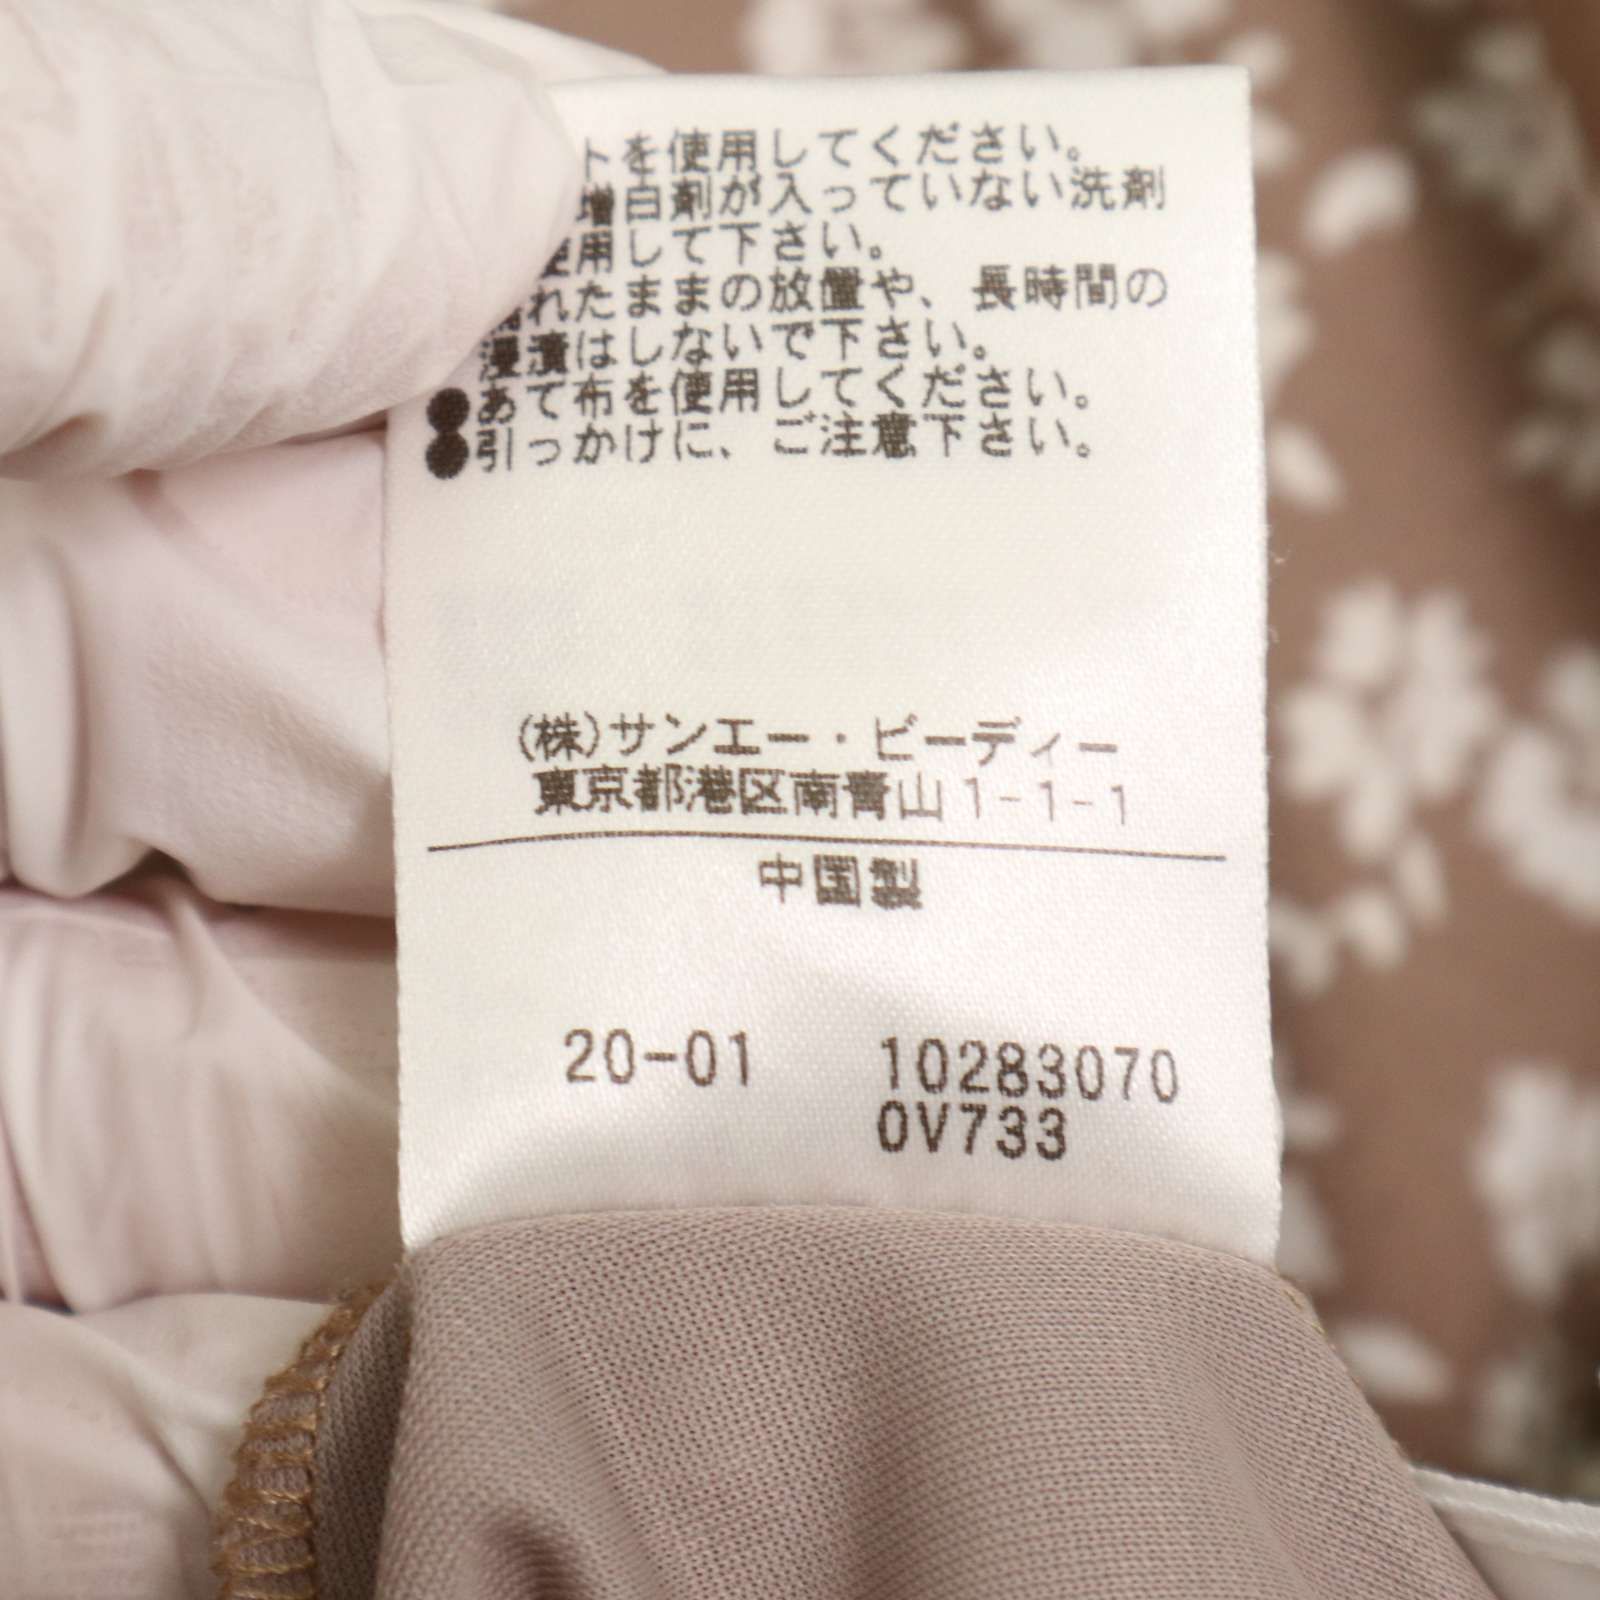 トを使用してください。
増白剤が入っていない洗剤
使用して下さい。
れたままの放置や、長時間の
浸漬はしないで下さい。
●あて布を使用してください。
●引っかけに、ご注意下さい。
(株)サンエー・ビーディー
東京都港区南青山1-1-1
中国製
20-01 10283070
0V733